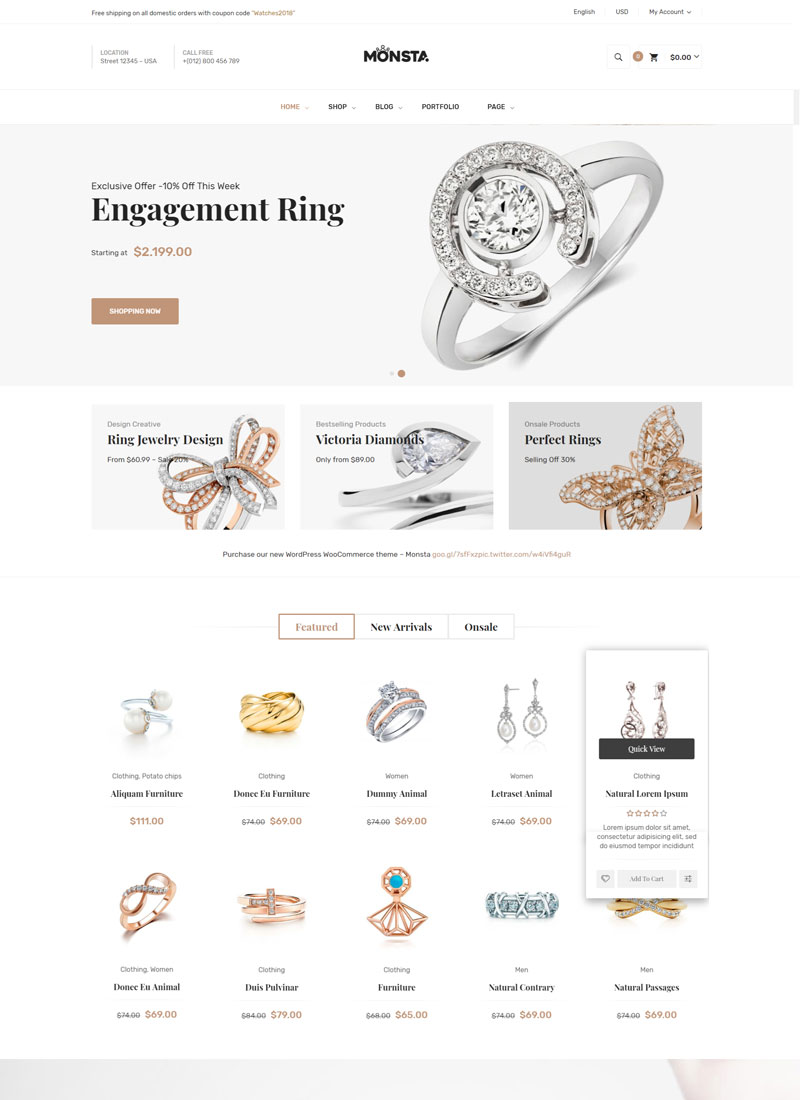 Free shipping on all domestic orders with coupon code "Watches2018"
English
USD
My Account
LOCATION
Street 12345 – USA
CALL FREE
+(012) 800 456 789
MONSTA
0
$0.00
HOME
SHOP
BLOG
PORTFOLIO
PAGE
Exclusive Offer -10% Off This Week
Engagement Ring
Starting at $2.199.00
SHOPPING NOW
Design Creative
Ring Jewelry Design
From $60.99 – Sale 20%
Bestselling Products
Victoria Diamonds
Only from $89.00
Onsale Products
Perfect Rings
Selling Off 30%
Purchase our new WordPress WooCommerce theme – Monsta goo.gl/7sfFxzpic.twitter.com/w4iVfi4guR
Featured
New Arrivals
Onsale
Clothing, Potato chips
Aliquam Furniture
$111.00
Clothing
Donec Eu Furniture
$74.00 $69.00
Women
Dummy Animal
$74.00 $69.00
Women
Letraset Animal
$74.00 $69.00
Quick View
Clothing
Natural Lorem Ipsum
Lorem ipsum dolor sit amet,
consectetur adipisicing elit, sed
do eiusmod tempor incididunt
Add To Cart
Clothing, Women
Donec Eu Animal
$74.00 $69.00
Clothing
Duis Pulvinar
$84.00 $79.00
Clothing
Furniture
$68.00 $65.00
Men
Natural Contrary
$74.00 $69.00
Men
Natural Passages
$74.00 $69.00